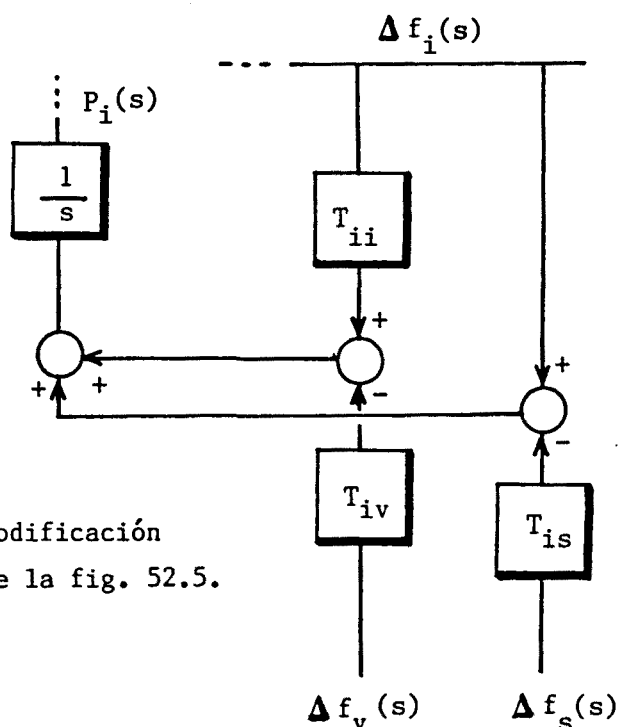 Δ f_i(s)
P_i(s)
1
s
T_ii
+
+
+
-
+
-
T_iv
T_is
odificación
e la fig. 52.5.
Δ f_v(s)
Δ f_s(s)